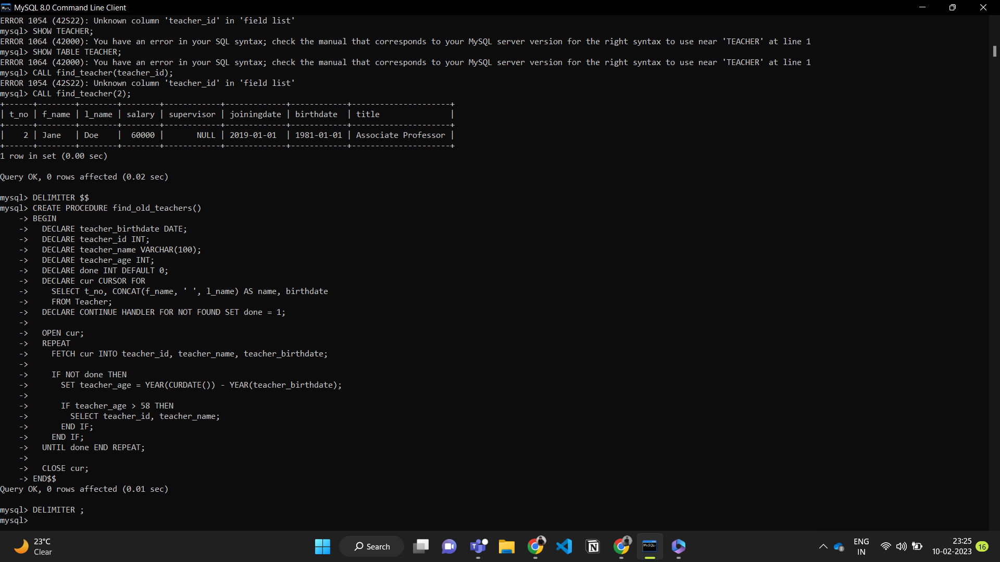 MySQL 8.0 Command Line Client
ERROR 1054 (42S22): Unknown column 'teacher_id' in 'field list'
mysql> SHOW TEACHER;
ERROR 1064 (42000): You have an error in your SQL syntax; check the manual that corresponds to your MySQL server version for the right syntax to use near 'TEACHER' at line 1
mysql> SHOW TABLE TEACHER;
ERROR 1064 (42000): You have an error in your SQL syntax; check the manual that corresponds to your MySQL server version for the right syntax to use near 'TEACHER' at line 1
mysql> CALL find_teacher(teacher_id);
ERROR 1054 (42S22): Unknown column 'teacher_id' in 'field list'
mysql> CALL find_teacher(2);
+------+--------+--------+--------+------------+-------------+------------+---------------------+
| t_no | f_name | l_name | salary | supervisor | joiningdate | birthdate  | title               |
+------+--------+--------+--------+------------+-------------+------------+---------------------+
|    2 | Jane   | Doe    |  60000 |       NULL | 2019-01-01  | 1981-01-01 | Associate Professor |
+------+--------+--------+--------+------------+-------------+------------+---------------------+
1 row in set (0.00 sec)
Query OK, 0 rows affected (0.02 sec)
mysql> DELIMITER $$
mysql> CREATE PROCEDURE find_old_teachers()
    -> BEGIN
    ->   DECLARE teacher_birthdate DATE;
    ->   DECLARE teacher_id INT;
    ->   DECLARE teacher_name VARCHAR(100);
    ->   DECLARE teacher_age INT;
    ->   DECLARE done INT DEFAULT 0;
    ->   DECLARE cur CURSOR FOR
    ->     SELECT t_no, CONCAT(f_name, ' ', l_name) AS name, birthdate
    ->     FROM Teacher;
    ->   DECLARE CONTINUE HANDLER FOR NOT FOUND SET done = 1;
    ->
    ->   OPEN cur;
    ->   REPEAT
    ->     FETCH cur INTO teacher_id, teacher_name, teacher_birthdate;
    ->
    ->     IF NOT done THEN
    ->       SET teacher_age = YEAR(CURDATE()) - YEAR(teacher_birthdate);
    ->
    ->       IF teacher_age > 58 THEN
    ->         SELECT teacher_id, teacher_name;
    ->       END IF;
    ->     END IF;
    ->   UNTIL done END REPEAT;
    ->
    ->   CLOSE cur;
    -> END$$
Query OK, 0 rows affected (0.01 sec)
mysql> DELIMITER ;
mysql>
23°C
Clear
Search
ENG
IN
23:25
10-02-2023
16